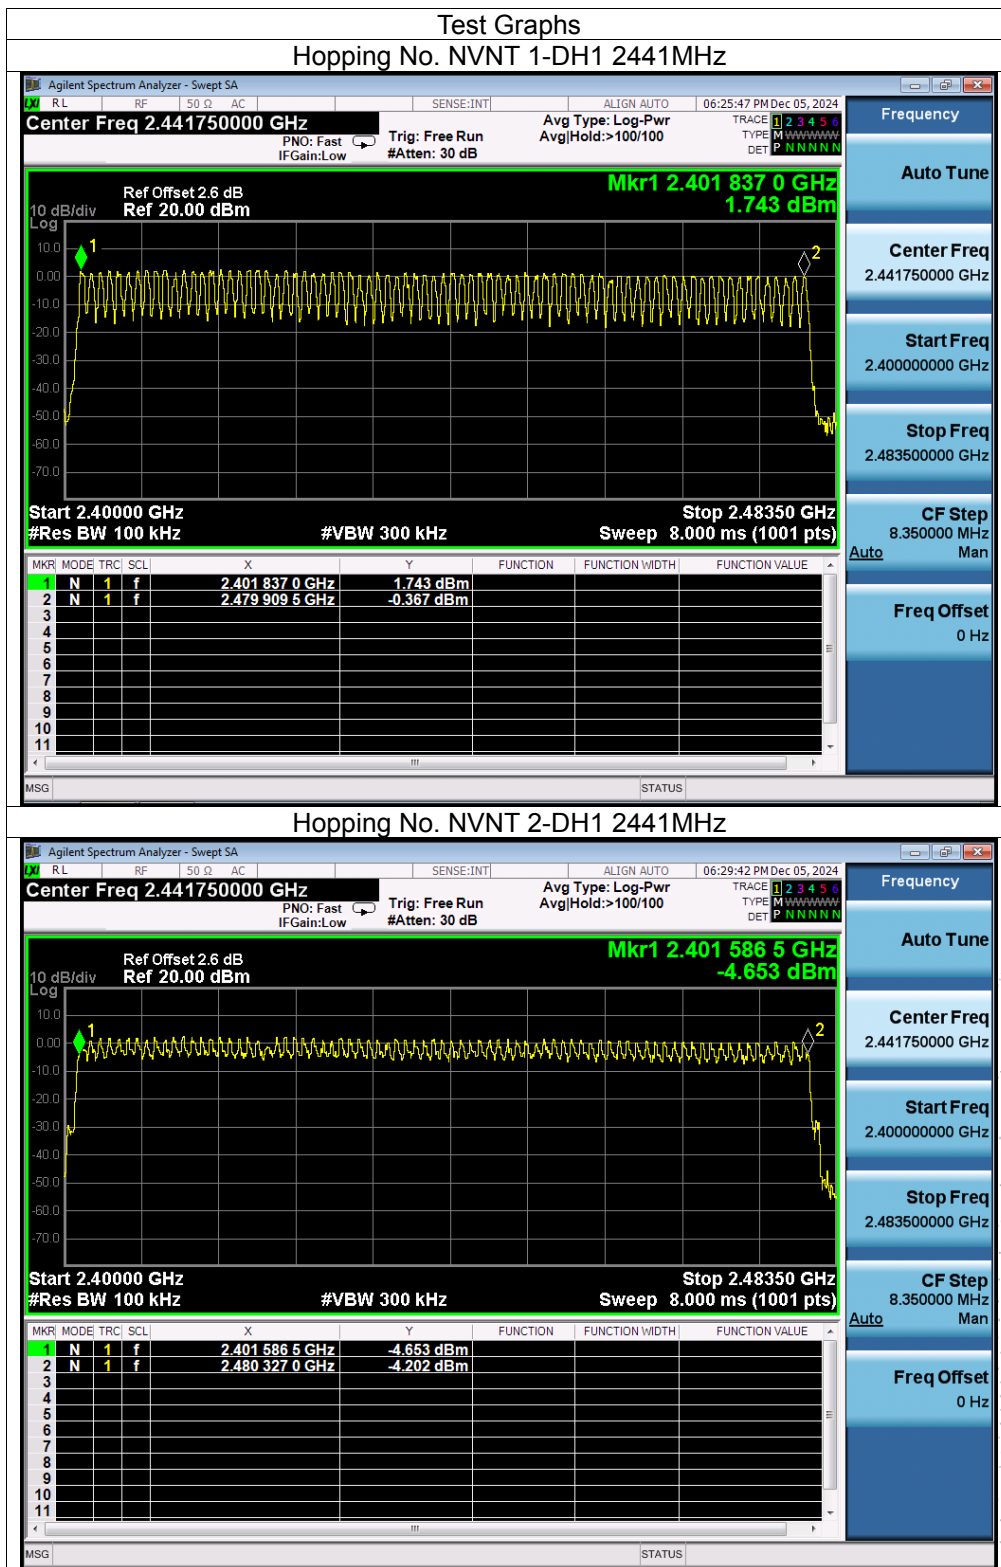 Test Graphs
Hopping No. NVNT 1-DH1 2441MHz
Agilent Spectrum Analyzer - Swept SA
LXI RL RF 50 Ω AC SENSE:INT ALIGN AUTO 06:25:47 PM Dec 05, 2024
Center Freq 2.441750000 GHz Avg Type: Log-Pwr TRACE 1 2 3 4 5 6
PNO: Fast Trig: Free Run Avg|Hold:>100/100 TYPE M WWWWW
IFGain:Low #Atten: 30 dB DET P N N N N N
Frequency
Auto Tune
Center Freq
2.441750000 GHz
Start Freq
2.400000000 GHz
Stop Freq
2.483500000 GHz
CF Step
8.350000 MHz
Auto Man
Freq Offset
0 Hz
Mkr1 2.401 837 0 GHz
1.743 dBm
Ref Offset 2.6 dB
10 dB/div Ref 20.00 dBm
Log
10.0
0.00
-10.0
-20.0
-30.0
-40.0
-50.0
-60.0
-70.0
1
2
Start 2.40000 GHz Stop 2.48350 GHz
#Res BW 100 kHz #VBW 300 kHz Sweep 8.000 ms (1001 pts)
MKR MODE TRC SCL X Y FUNCTION FUNCTION WIDTH FUNCTION VALUE
1 N 1 f 2.401 837 0 GHz 1.743 dBm
2 N 1 f 2.479 909 5 GHz -0.367 dBm
3
4
5
6
7
8
9
10
11
MSG STATUS
Hopping No. NVNT 2-DH1 2441MHz
Agilent Spectrum Analyzer - Swept SA
LXI RL RF 50 Ω AC SENSE:INT ALIGN AUTO 06:29:42 PM Dec 05, 2024
Center Freq 2.441750000 GHz Avg Type: Log-Pwr TRACE 1 2 3 4 5 6
PNO: Fast Trig: Free Run Avg|Hold:>100/100 TYPE M WWWWW
IFGain:Low #Atten: 30 dB DET P N N N N N
Frequency
Auto Tune
Center Freq
2.441750000 GHz
Start Freq
2.400000000 GHz
Stop Freq
2.483500000 GHz
CF Step
8.350000 MHz
Auto Man
Freq Offset
0 Hz
Mkr1 2.401 586 5 GHz
-4.653 dBm
Ref Offset 2.6 dB
10 dB/div Ref 20.00 dBm
Log
10.0
0.00
-10.0
-20.0
-30.0
-40.0
-50.0
-60.0
-70.0
1
2
Start 2.40000 GHz Stop 2.48350 GHz
#Res BW 100 kHz #VBW 300 kHz Sweep 8.000 ms (1001 pts)
MKR MODE TRC SCL X Y FUNCTION FUNCTION WIDTH FUNCTION VALUE
1 N 1 f 2.401 586 5 GHz -4.653 dBm
2 N 1 f 2.480 327 0 GHz -4.202 dBm
3
4
5
6
7
8
9
10
11
MSG STATUS